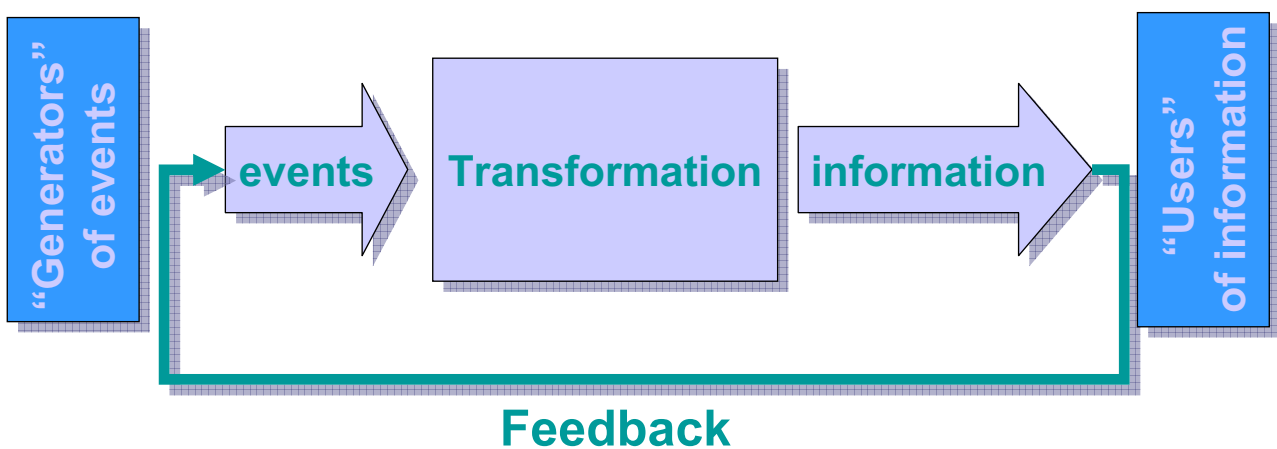 “Generators”
of events
events
Transformation
information
“Users”
of information
Feedback